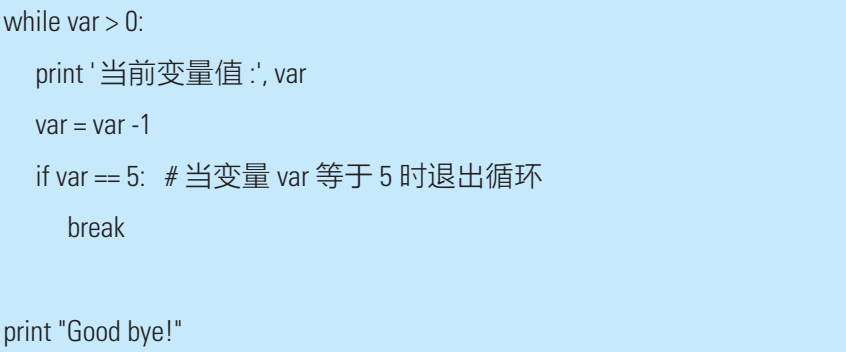 while var > 0:
print '当前变量值 :', var
var = var -1
if var == 5: # 当变量 var 等于 5 时退出循环
break
print "Good bye!"